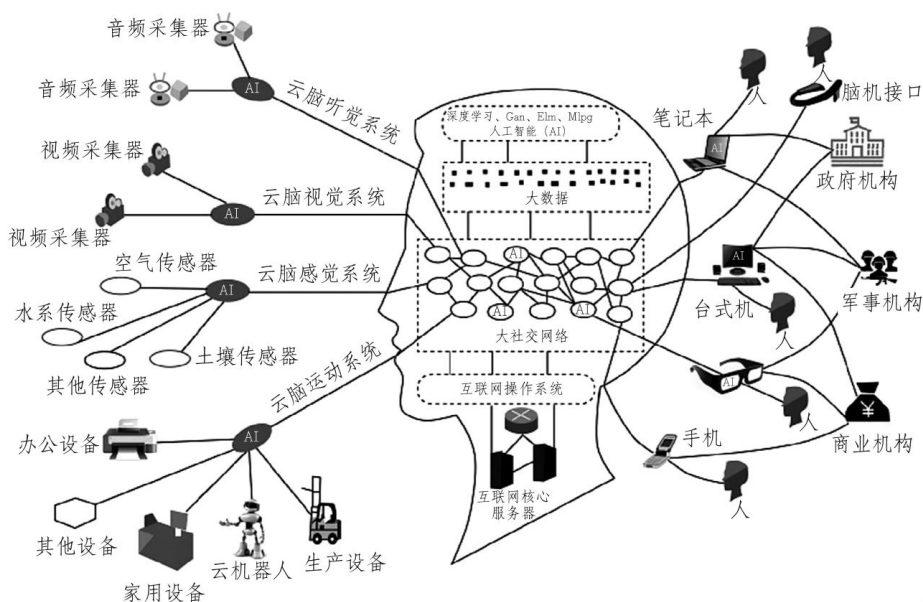 音频采集器
AI
音频采集器
云脑听觉系统
视频采集器
AI
云脑视觉系统
视频采集器
空气传感器
AI
云脑感觉系统
水系传感器
土壤传感器
其他传感器
云脑运动系统
办公设备
AI
其他设备
家用设备
云机器人
生产设备
深度学习、Gan、Elm、Mlpg
人工智能(AI)
大数据
AI
AI
AI
大社交网络
互联网操作系统
互联网核心
服务器
人
人
脑机接口
笔记本
AI
政府机构
AI
台式机
人
军事机构
AI
人
商业机构
手机
人